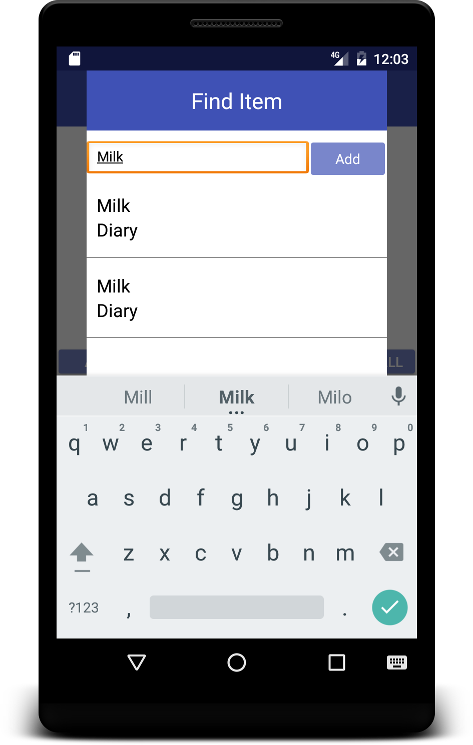 4G 12:03
Find Item
Milk Add
Milk
Diary
Milk
Diary
LL
Mill Milk Milo
1 2 3 4 5 6 7 8 9 0
q w e r t y u i o p
a s d f g h j k l
z x c v b n m
?123 , .